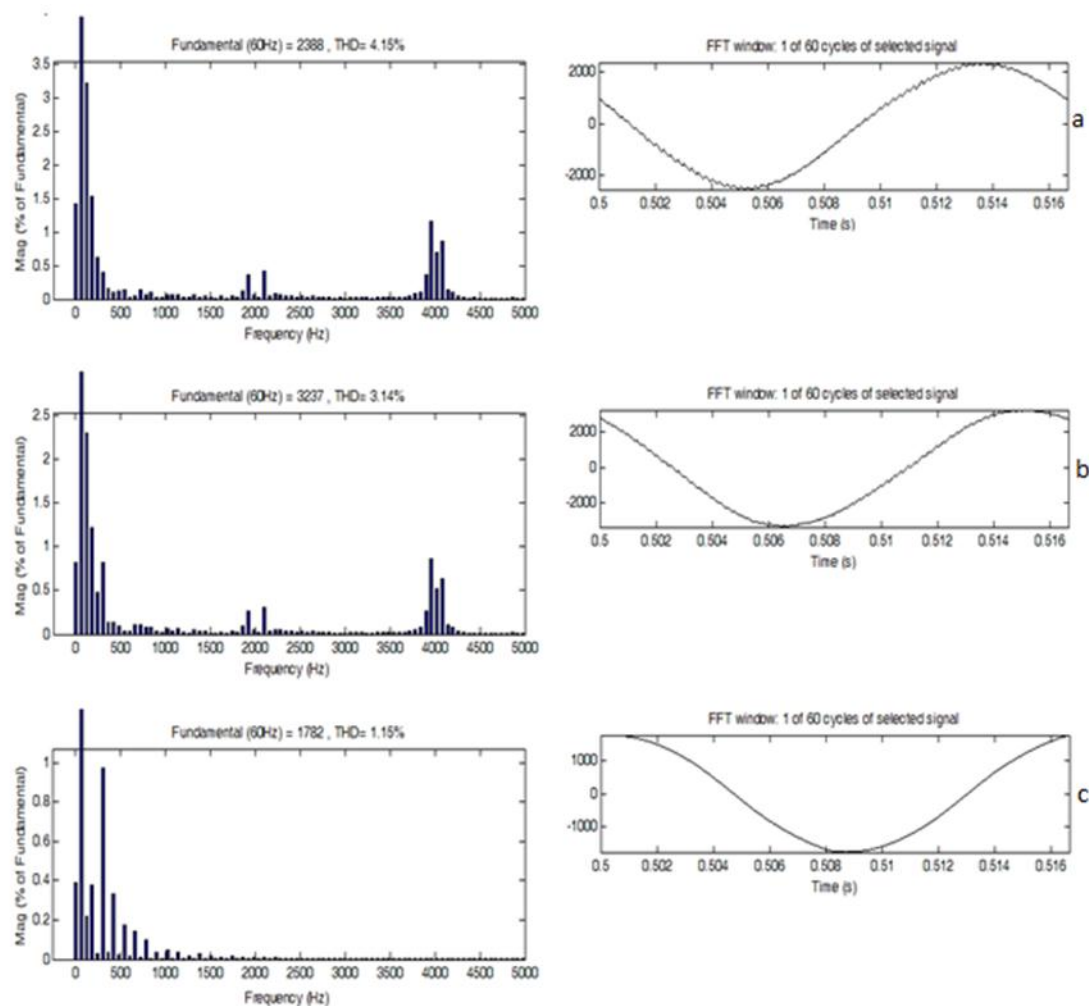 Fundamental (60Hz) = 2388 , THD= 4.15%
FFT window: 1 of 60 cycles of selected signal
Mag (% of Fundamental)
3.5
3
2.5
2
1.5
1
0.5
0
0 500 1000 1500 2000 2500 3000 3500 4000 4500 5000
Frequency (Hz)
2000
0
-2000
0.5 0.502 0.504 0.506 0.508 0.51 0.512 0.514 0.516
Time (s)
a
Fundamental (60Hz) = 3237 , THD= 3.14%
FFT window: 1 of 60 cycles of selected signal
Mag (% of Fundamental)
2.5
2
1.5
1
0.5
0
0 500 1000 1500 2000 2500 3000 3500 4000 4500 5000
Frequency (Hz)
2000
0
-2000
0.5 0.502 0.504 0.506 0.508 0.51 0.512 0.514 0.516
Time (s)
b
Fundamental (60Hz) = 1782 , THD= 1.15%
FFT window: 1 of 60 cycles of selected signal
Mag (% of Fundamental)
1
0.8
0.6
0.4
0.2
0
0 500 1000 1500 2000 2500 3000 3500 4000 4500 5000
Frequency (Hz)
1000
0
-1000
0.5 0.502 0.504 0.506 0.508 0.51 0.512 0.514 0.516
Time (s)
c